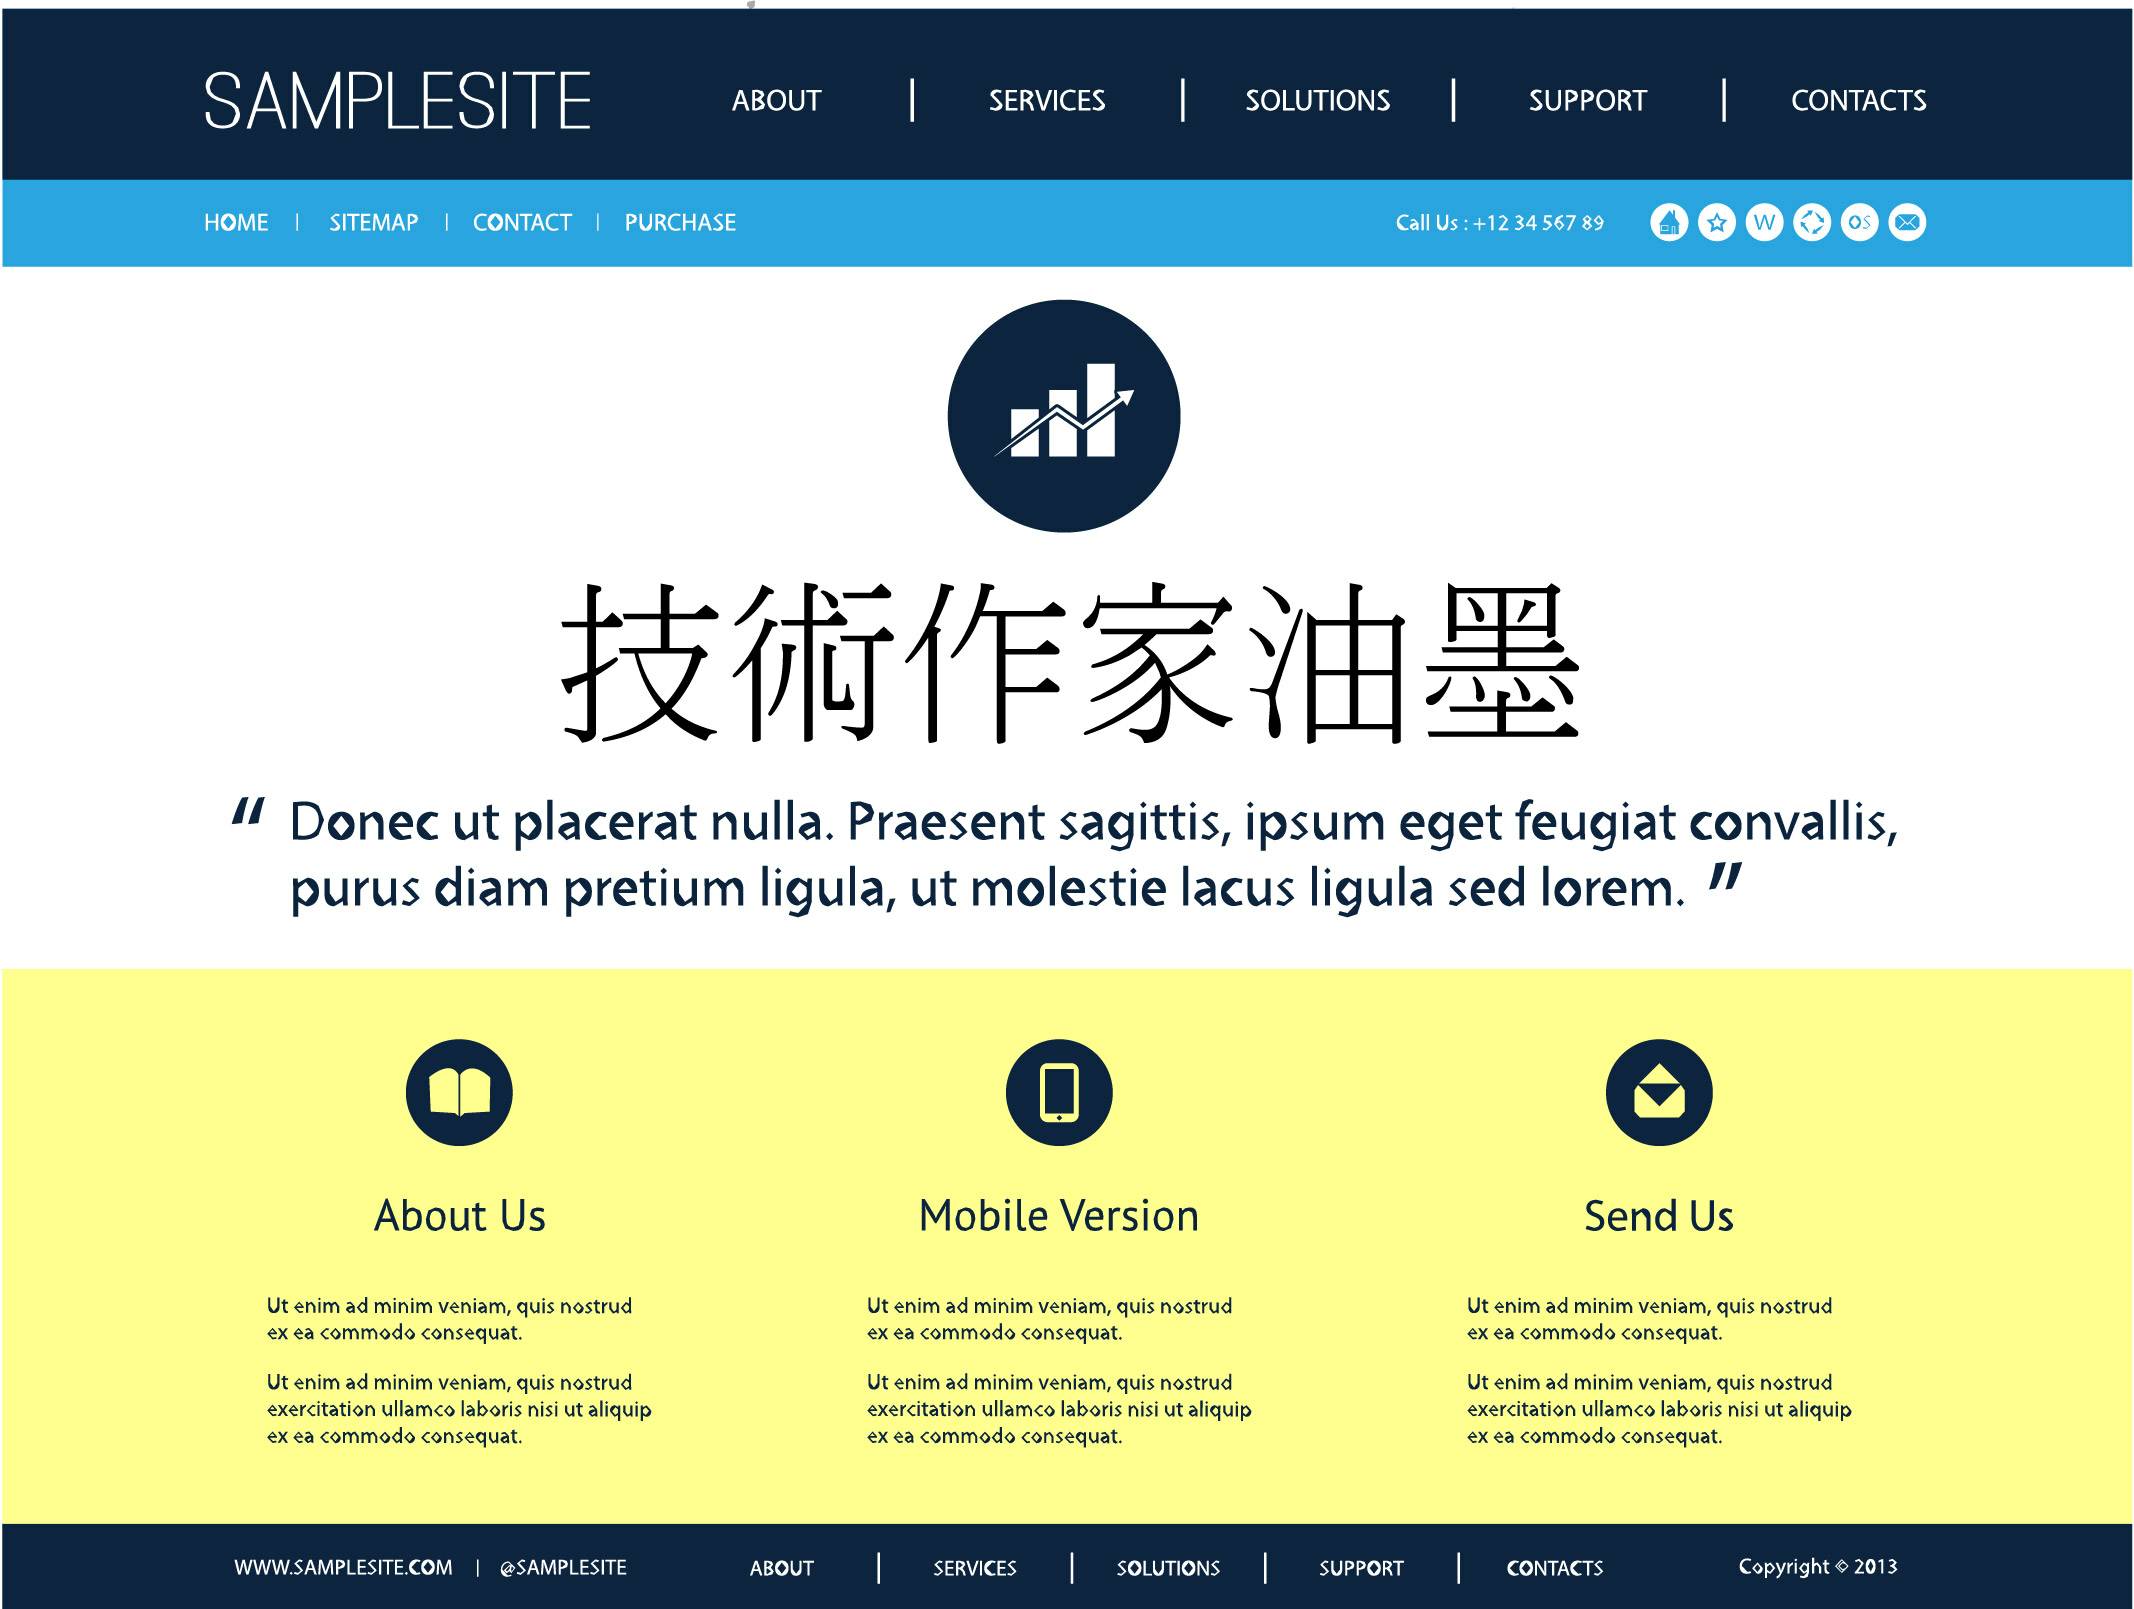 SAMPLESITE
ABOUT | SERVICES | SOLUTIONS | SUPPORT | CONTACTS
HOME | SITEMAP | CONTACT | PURCHASE
Call Us : +12 34 567 89
W
OS
技術作家油墨
“ Donec ut placerat nulla. Praesent sagittis, ipsum eget feugiat convallis,
purus diam pretium ligula, ut molestie lacus ligula sed lorem. ”
About Us
Ut enim ad minim veniam, quis nostrud
ex ea commodo consequat.
Ut enim ad minim veniam, quis nostrud
exercitation ullamco laboris nisi ut aliquip
ex ea commodo consequat.
Mobile Version
Ut enim ad minim veniam, quis nostrud
ex ea commodo consequat.
Ut enim ad minim veniam, quis nostrud
exercitation ullamco laboris nisi ut aliquip
ex ea commodo consequat.
Send Us
Ut enim ad minim veniam, quis nostrud
ex ea commodo consequat.
Ut enim ad minim veniam, quis nostrud
exercitation ullamco laboris nisi ut aliquip
ex ea commodo consequat.
WWW.SAMPLESITE.COM | @SAMPLESITE
ABOUT | SERVICES | SOLUTIONS | SUPPORT | CONTACTS
Copyright © 2013